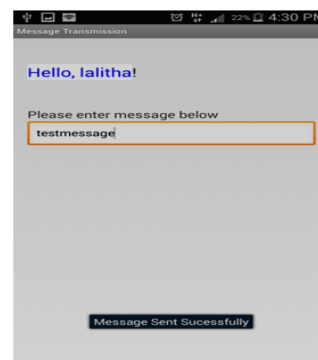 22% 4:30 PM
Message Transmission
Hello, lalitha!
Please enter message below
testmessage
Message Sent Sucessfully